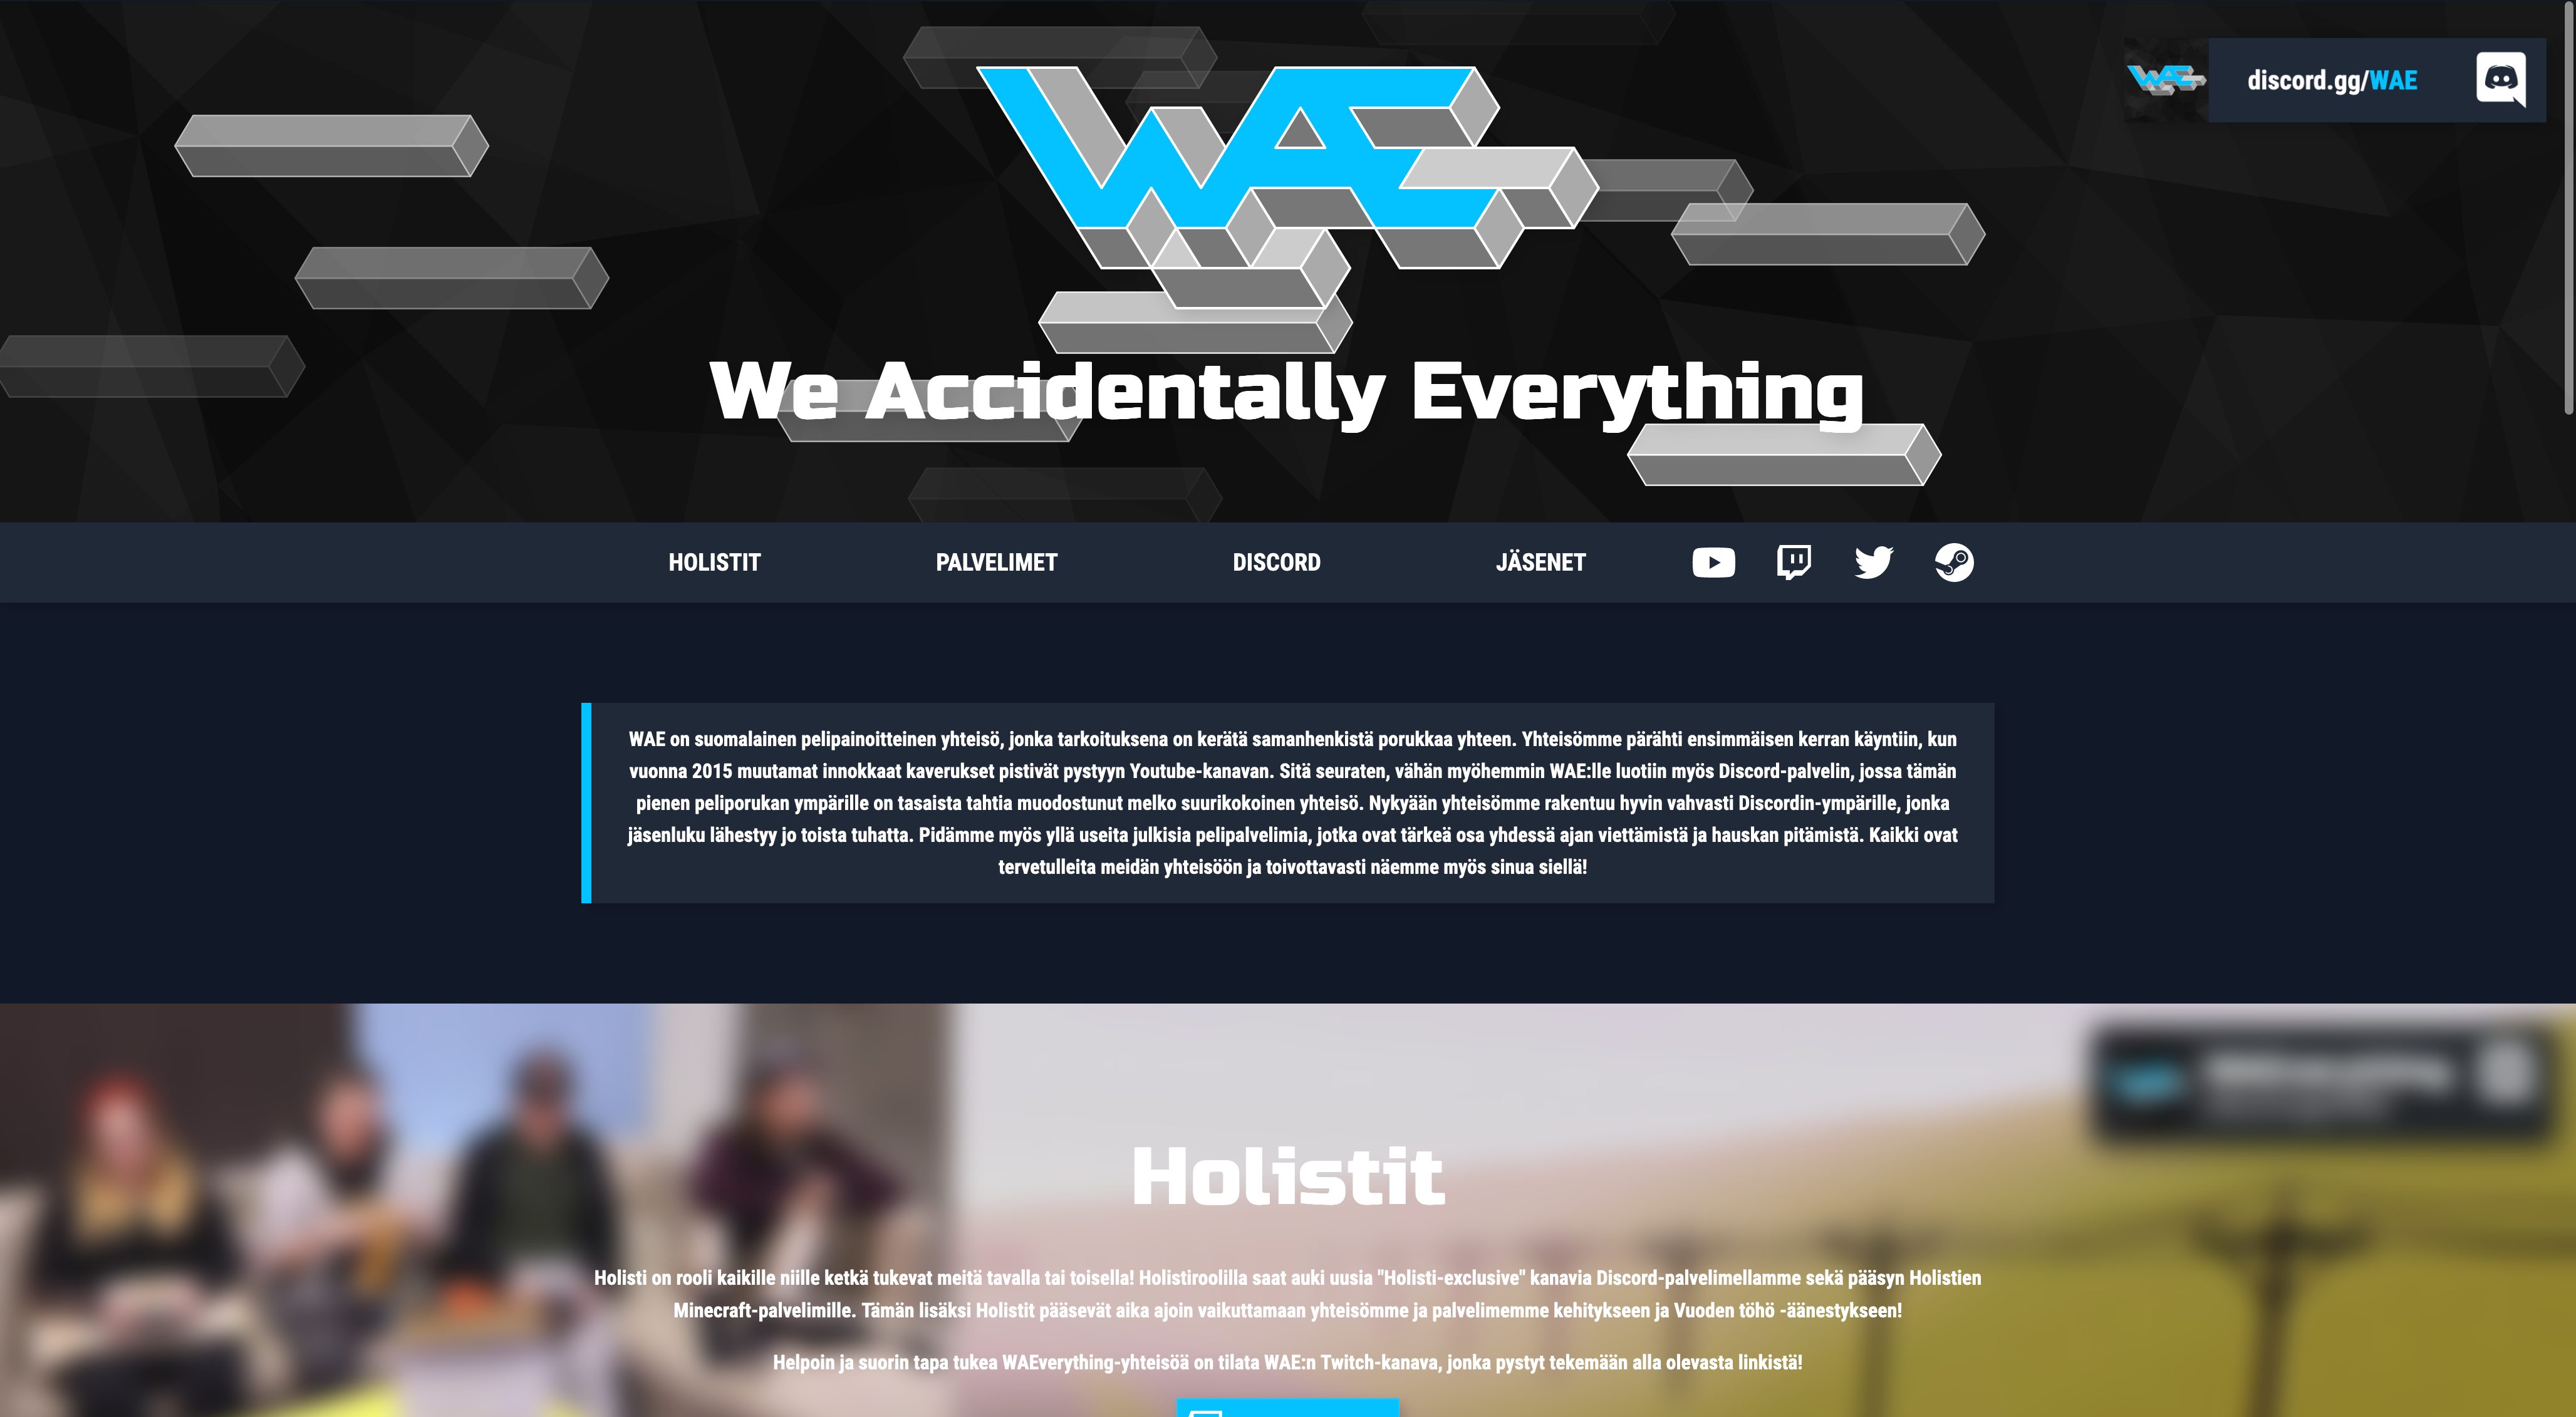 WAE
discord.gg/WAE
We Accidentally Everything
HOLISTIT
PALVELIMET
DISCORD
JÄSENET
WAE on suomalainen pelipainoitteinen yhteisö, jonka tarkoituksena on kerätä samanhenkistä porukkaa yhteen. Yhteisömme pärähti ensimmäisen kerran käyntiin, kun
vuonna 2015 muutamat innokkaat kaverukset pistivät pystyyn Youtube-kanavan. Sitä seuraten, vähän myöhemmin WAE:lle luotiin myös Discord-palvelin, jossa tämän
pienen peliporukan ympärille on tasaista tahtia muodostunut melko suurikokoinen yhteisö. Nykyään yhteisömme rakentuu hyvin vahvasti Discordin-ympärille, jonka
jäsenluku lähestyy jo toista tuhatta. Pidämme myös yllä useita julkisia pelipalvelimia, jotka ovat tärkeä osa yhdessä ajan viettämistä ja hauskan pitämistä. Kaikki ovat
tervetulleita meidän yhteisöön ja toivottavasti näemme myös sinua siellä!
Holistit
Holisti on rooli kaikille niille ketkä tukevat meitä tavalla tai toisella! Holistiroolilla saat auki uusia "Holisti-exclusive" kanavia Discord-palvelimellamme sekä pääsyn Holistien
Minecraft-palvelimille. Tämän lisäksi Holistit pääsevät aika ajoin vaikuttamaan yhteisömme ja palvelimemme kehitykseen ja Vuoden töhö -äänestykseen!
Helpoin ja suorin tapa tukea WAEverything-yhteisöä on tilata WAE:n Twitch-kanava, jonka pystyt tekemään alla olevasta linkistä!